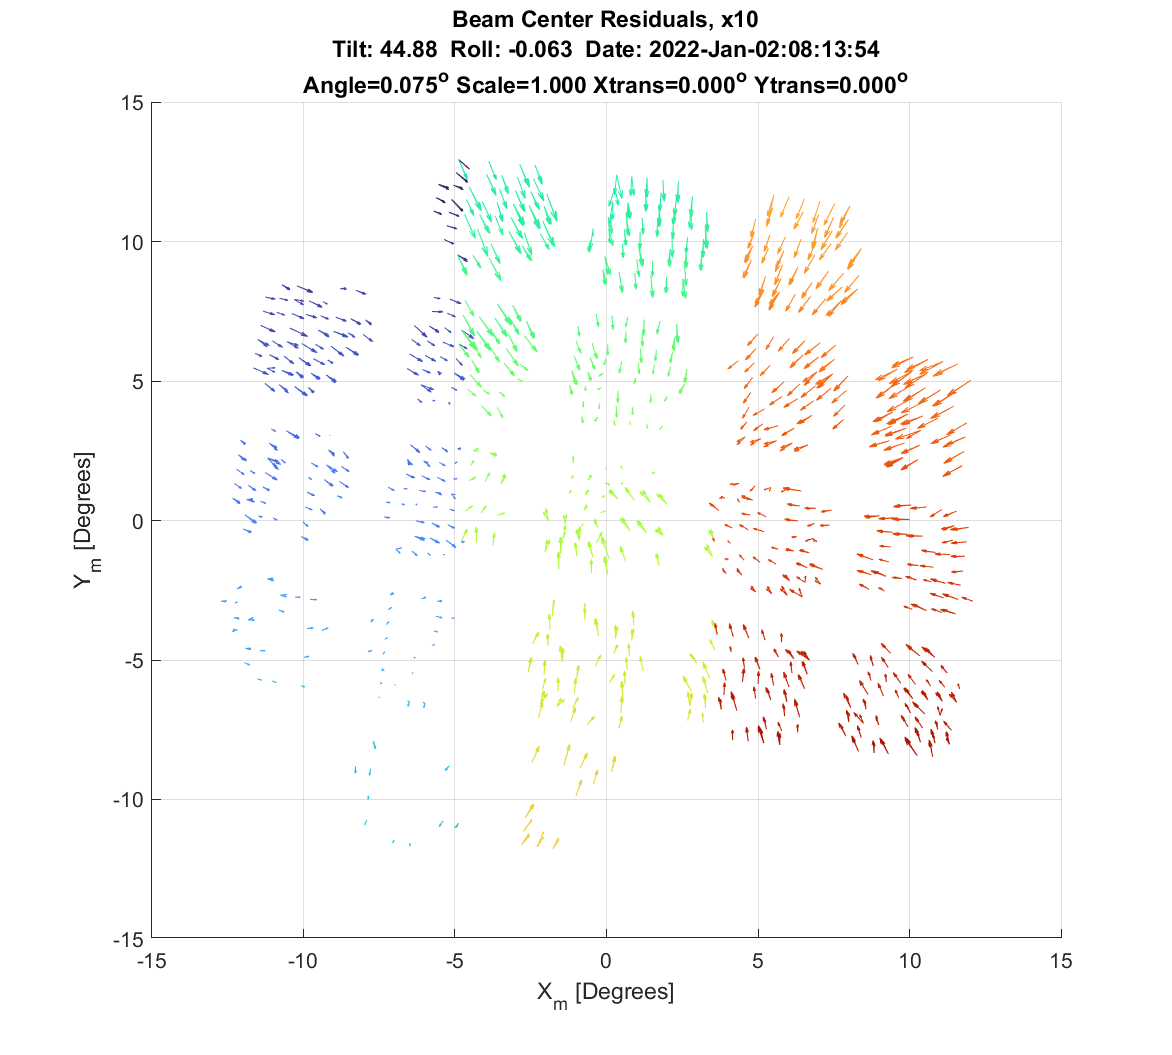 Beam Center Residuals, x10
Tilt: 44.88 Roll: -0.063 Date: 2022-Jan-02:08:13:54
Angle=0.075° Scale=1.000 Xtrans=0.000° Ytrans=0.000°
15
10
5
0
-5
-10
-15
Y_m [Degrees]
-15 -10 -5 0 5 10 15
X_m [Degrees]